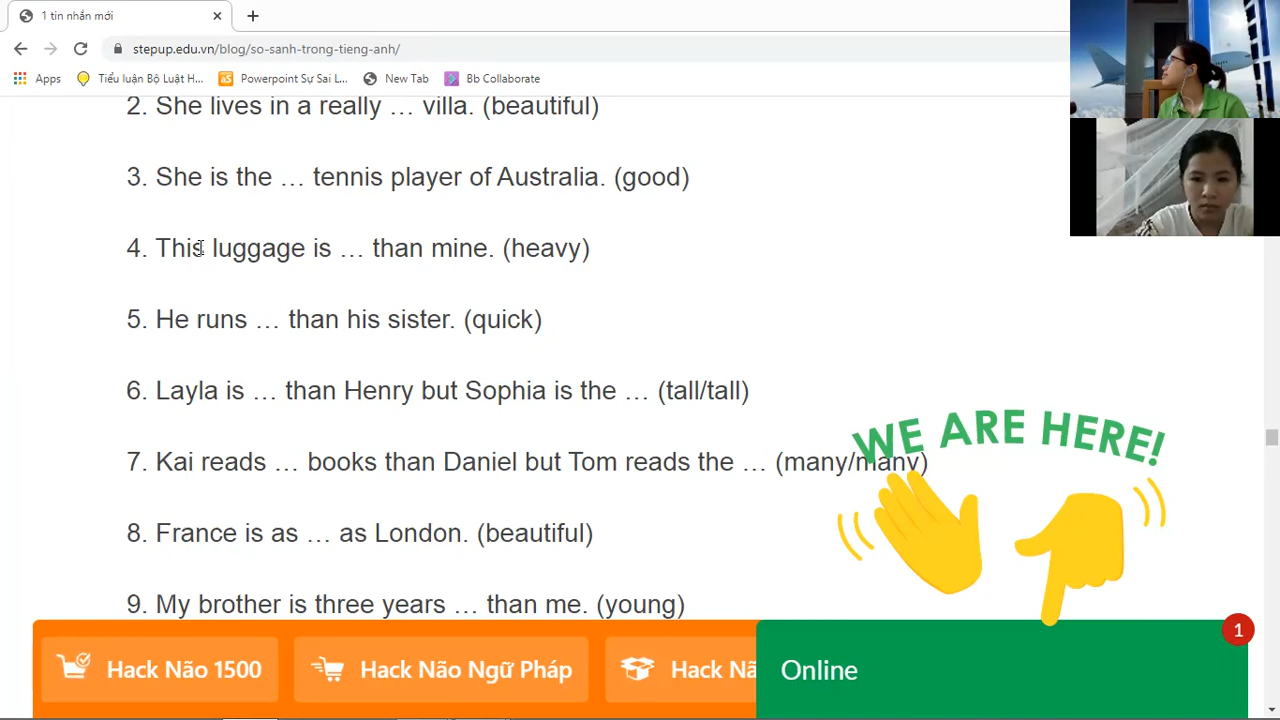 1 tin nhắn mới
stepup.edu.vn/blog/so-sanh-trong-tieng-anh/
Apps Tiểu luận Bộ Luật H... Powerpoint Sự Sai L... New Tab Bb Collaborate
2. She lives in a really … villa. (beautiful)
3. She is the … tennis player of Australia. (good)
4. This luggage is … than mine. (heavy)
5. He runs … than his sister. (quick)
6. Layla is … than Henry but Sophia is the … (tall/tall)
7. Kai reads … books than Daniel but Tom reads the … (many/many)
WE ARE HERE!
8. France is as … as London. (beautiful)
9. My brother is three years … than me. (young)
1
Hack Não 1500 Hack Não Ngữ Pháp Hack Nã Online